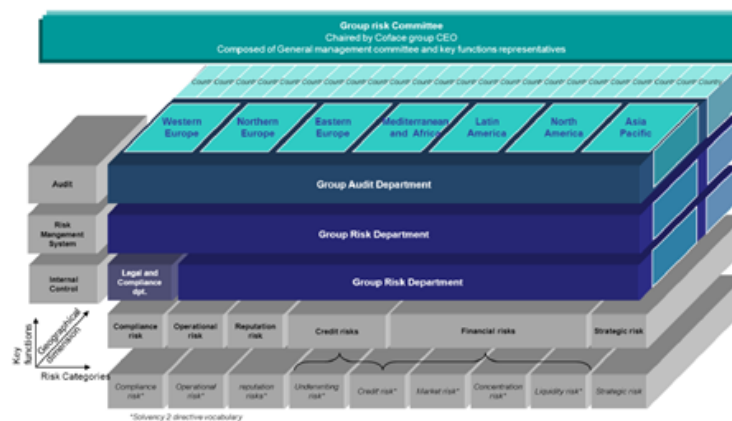 Group risk Committee
Chaired by Coface group CEO
Composed of General management committee and key functions representatives
Western Europe
Northern Europe
Eastern Europe
Mediterranean and Africa
Latin America
North America
Asia Pacific
Audit
Group Audit Department
Risk Mangement System
Group Risk Department
Internal Control
Legal and Compliance dpt.
Group Risk Department
Key functions
Geographical dimension
Risk Categories
Compliance risk
Operational risk
Reputation risk
Credit risks
Financial risks
Strategic risk
Compliance risk*
Operational risk*
reputation risks*
Underwriting risk*
Credit risk*
Market risk*
Concentration risk*
Liquidity risk*
Strategic risk
*Solvency 2 directive vocabulary